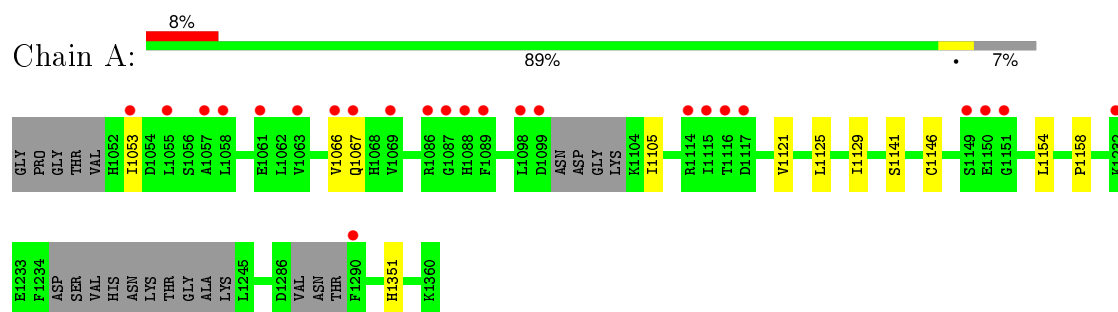 8%
Chain A:
89%
•
7%
GLY PRO GLY THR VAL H1052 I1053 D1054 L1055 S1056 A1057 L1058 E1061 L1062 V1063 V1066 Q1067 H1068 V1069 R1086 G1087 H1088 F1089 L1098 D1099 ASN ASP GLY LYS K1104 I1105 R1114 I1115 T1116 D1117 V1121 L1125 I1129 S1141 C1146 S1149 E1150 G1151 L1154 P1158 K1232
E1233 F1234 ASP SER VAL HIS ASN LYS THR GLY ALA LYS L1245 D1286 VAL ASN THR F1290 H1351 K1360